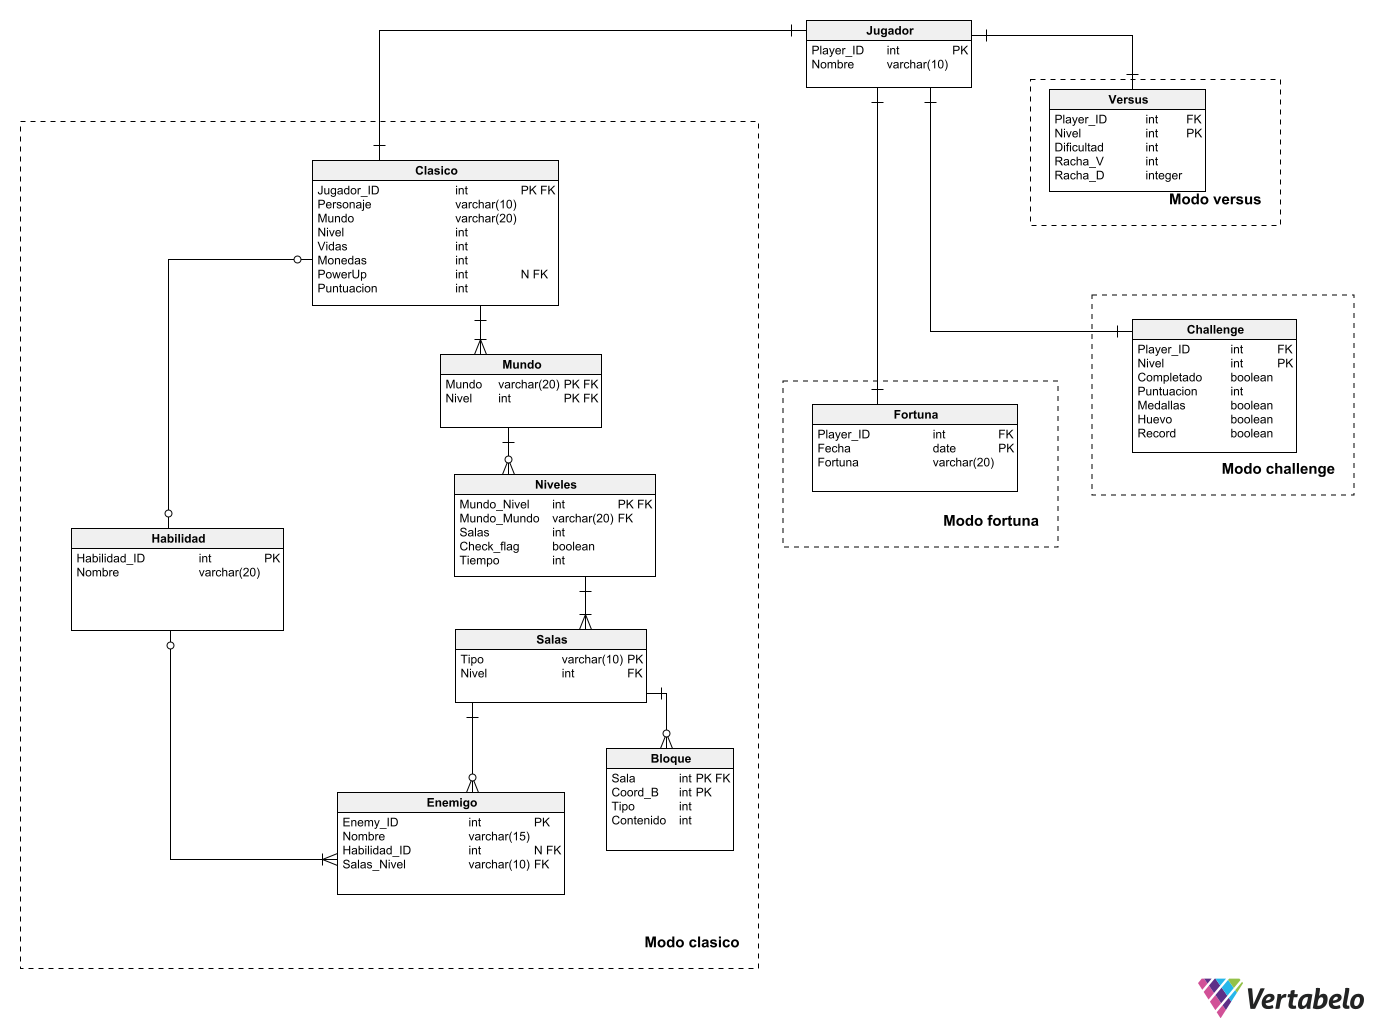 Jugador
Player_ID int PK
Nombre varchar(10)
Versus
Player_ID int FK
Nivel int PK
Dificultad int
Racha_V int
Racha_D integer
Modo versus
Clasico
Jugador_ID int PK FK
Personaje varchar(10)
Mundo varchar(20)
Nivel int
Vidas int
Monedas int
PowerUp int N FK
Puntuacion int
Mundo
Mundo varchar(20) PK FK
Nivel int PK FK
Niveles
Mundo_Nivel int PK FK
Mundo_Mundo varchar(20) FK
Salas int
Check_flag boolean
Tiempo int
Habilidad
Habilidad_ID int PK
Nombre varchar(20)
Salas
Tipo varchar(10) PK
Nivel int FK
Bloque
Sala int PK FK
Coord_B int PK
Tipo int
Contenido int
Enemigo
Enemy_ID int PK
Nombre varchar(15)
Habilidad_ID int N FK
Salas_Nivel varchar(10) FK
Modo clasico
Challenge
Player_ID int FK
Nivel int PK
Completado boolean
Puntuacion int
Medallas boolean
Huevo boolean
Record boolean
Modo challenge
Fortuna
Player_ID int FK
Fecha date PK
Fortuna varchar(20)
Modo fortuna
Vertabelo